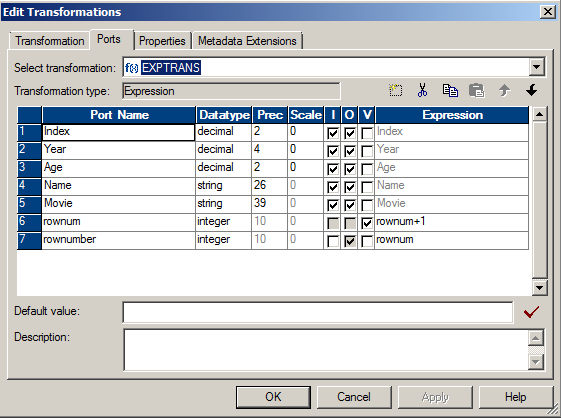 Edit Transformations
Transformation Ports Properties Metadata Extensions
Select transformation: f(x) EXPTRANS
Transformation type: Expression
Port Name Datatype Prec Scale I O V Expression
1 Index decimal 2 0 Index
2 Year decimal 4 0 Year
3 Age decimal 2 0 Age
4 Name string 26 0 Name
5 Movie string 39 0 Movie
6 rownum integer 10 0 rownum+1
7 rownumber integer 10 0 rownum
Default value:
Description:
OK Cancel Apply Help